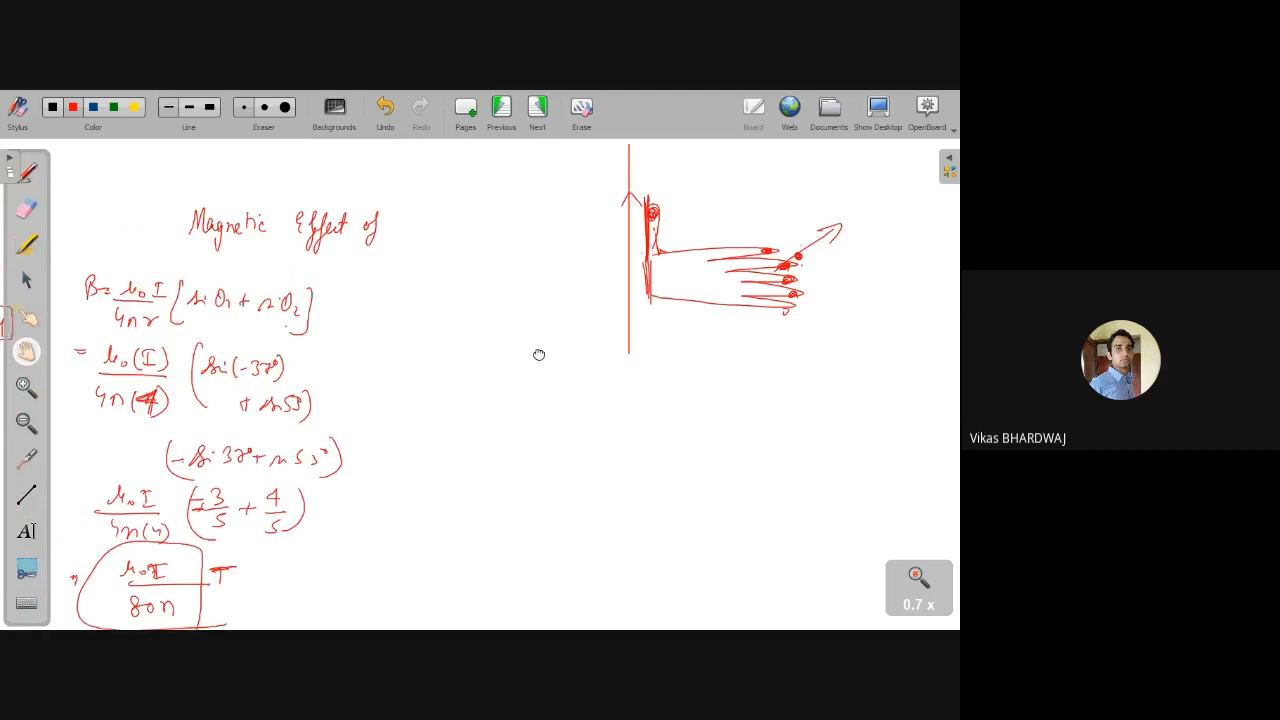 Stylus
Color
Line
Eraser
Backgrounds
Undo
Redo
Pages
Previous
Next
Erase
Board
Web
Documents
Show Desktop
OpenBoard
Magnetic Effect of
B = μ₀I / 4πr [sin θ₁ + sin θ₂]
= μ₀(I) / 4π(4) (sin(-37°)
+ sin 53°)
(- sin 37° + sin 53°)
μ₀I / 4π(4) (-3/5 + 4/5)
μ₀I / 80π T
Vikas BHARDWAJ
0.7 x